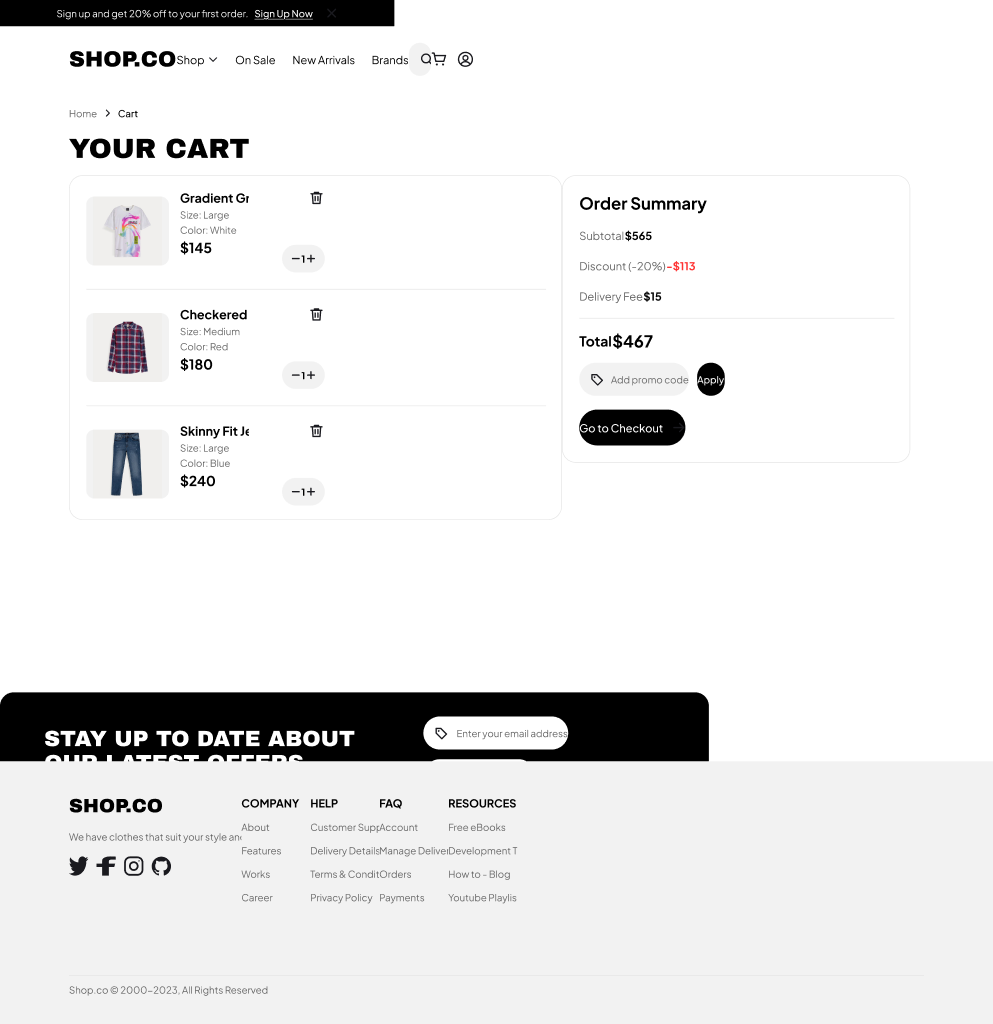 Sign up and get 20% off to your first order. Sign Up Now
SHOP.CO Shop On Sale New Arrivals Brands
Home Cart
YOUR CART
Gradient Gr
Size: Large
Color: White
$145
1
Checkered
Size: Medium
Color: Red
$180
1
Skinny Fit Je
Size: Large
Color: Blue
$240
1
Order Summary
Subtotal $565
Discount (-20%) -$113
Delivery Fee $15
Total $467
Add promo code Apply
Go to Checkout
STAY UP TO DATE ABOUT
OUR LATEST OFFERS
Enter your email address
SHOP.CO
We have clothes that suit your style and
COMPANY
About
Features
Works
Career
HELP
Customer Supp
Delivery Details
Terms & Condit
Privacy Policy
FAQ
Account
Manage Deliver
Orders
Payments
RESOURCES
Free eBooks
Development T
How to - Blog
Youtube Playlis
Shop.co © 2000-2023, All Rights Reserved